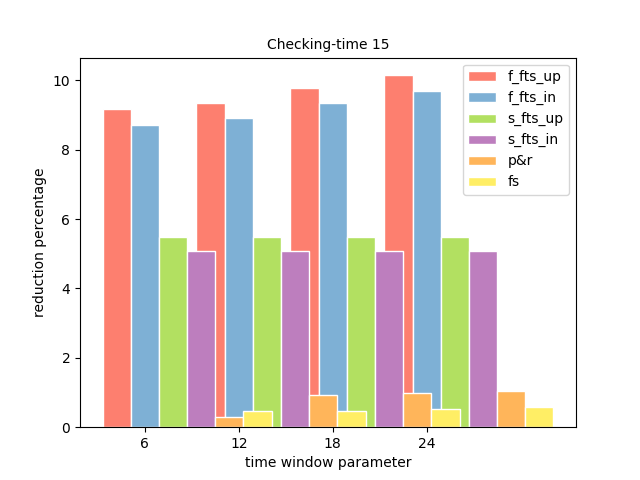 Checking-time 15
reduction percentage
10
8
6
4
2
0
f_fts_up
f_fts_in
s_fts_up
s_fts_in
p&r
fs
6 12 18 24
time window parameter